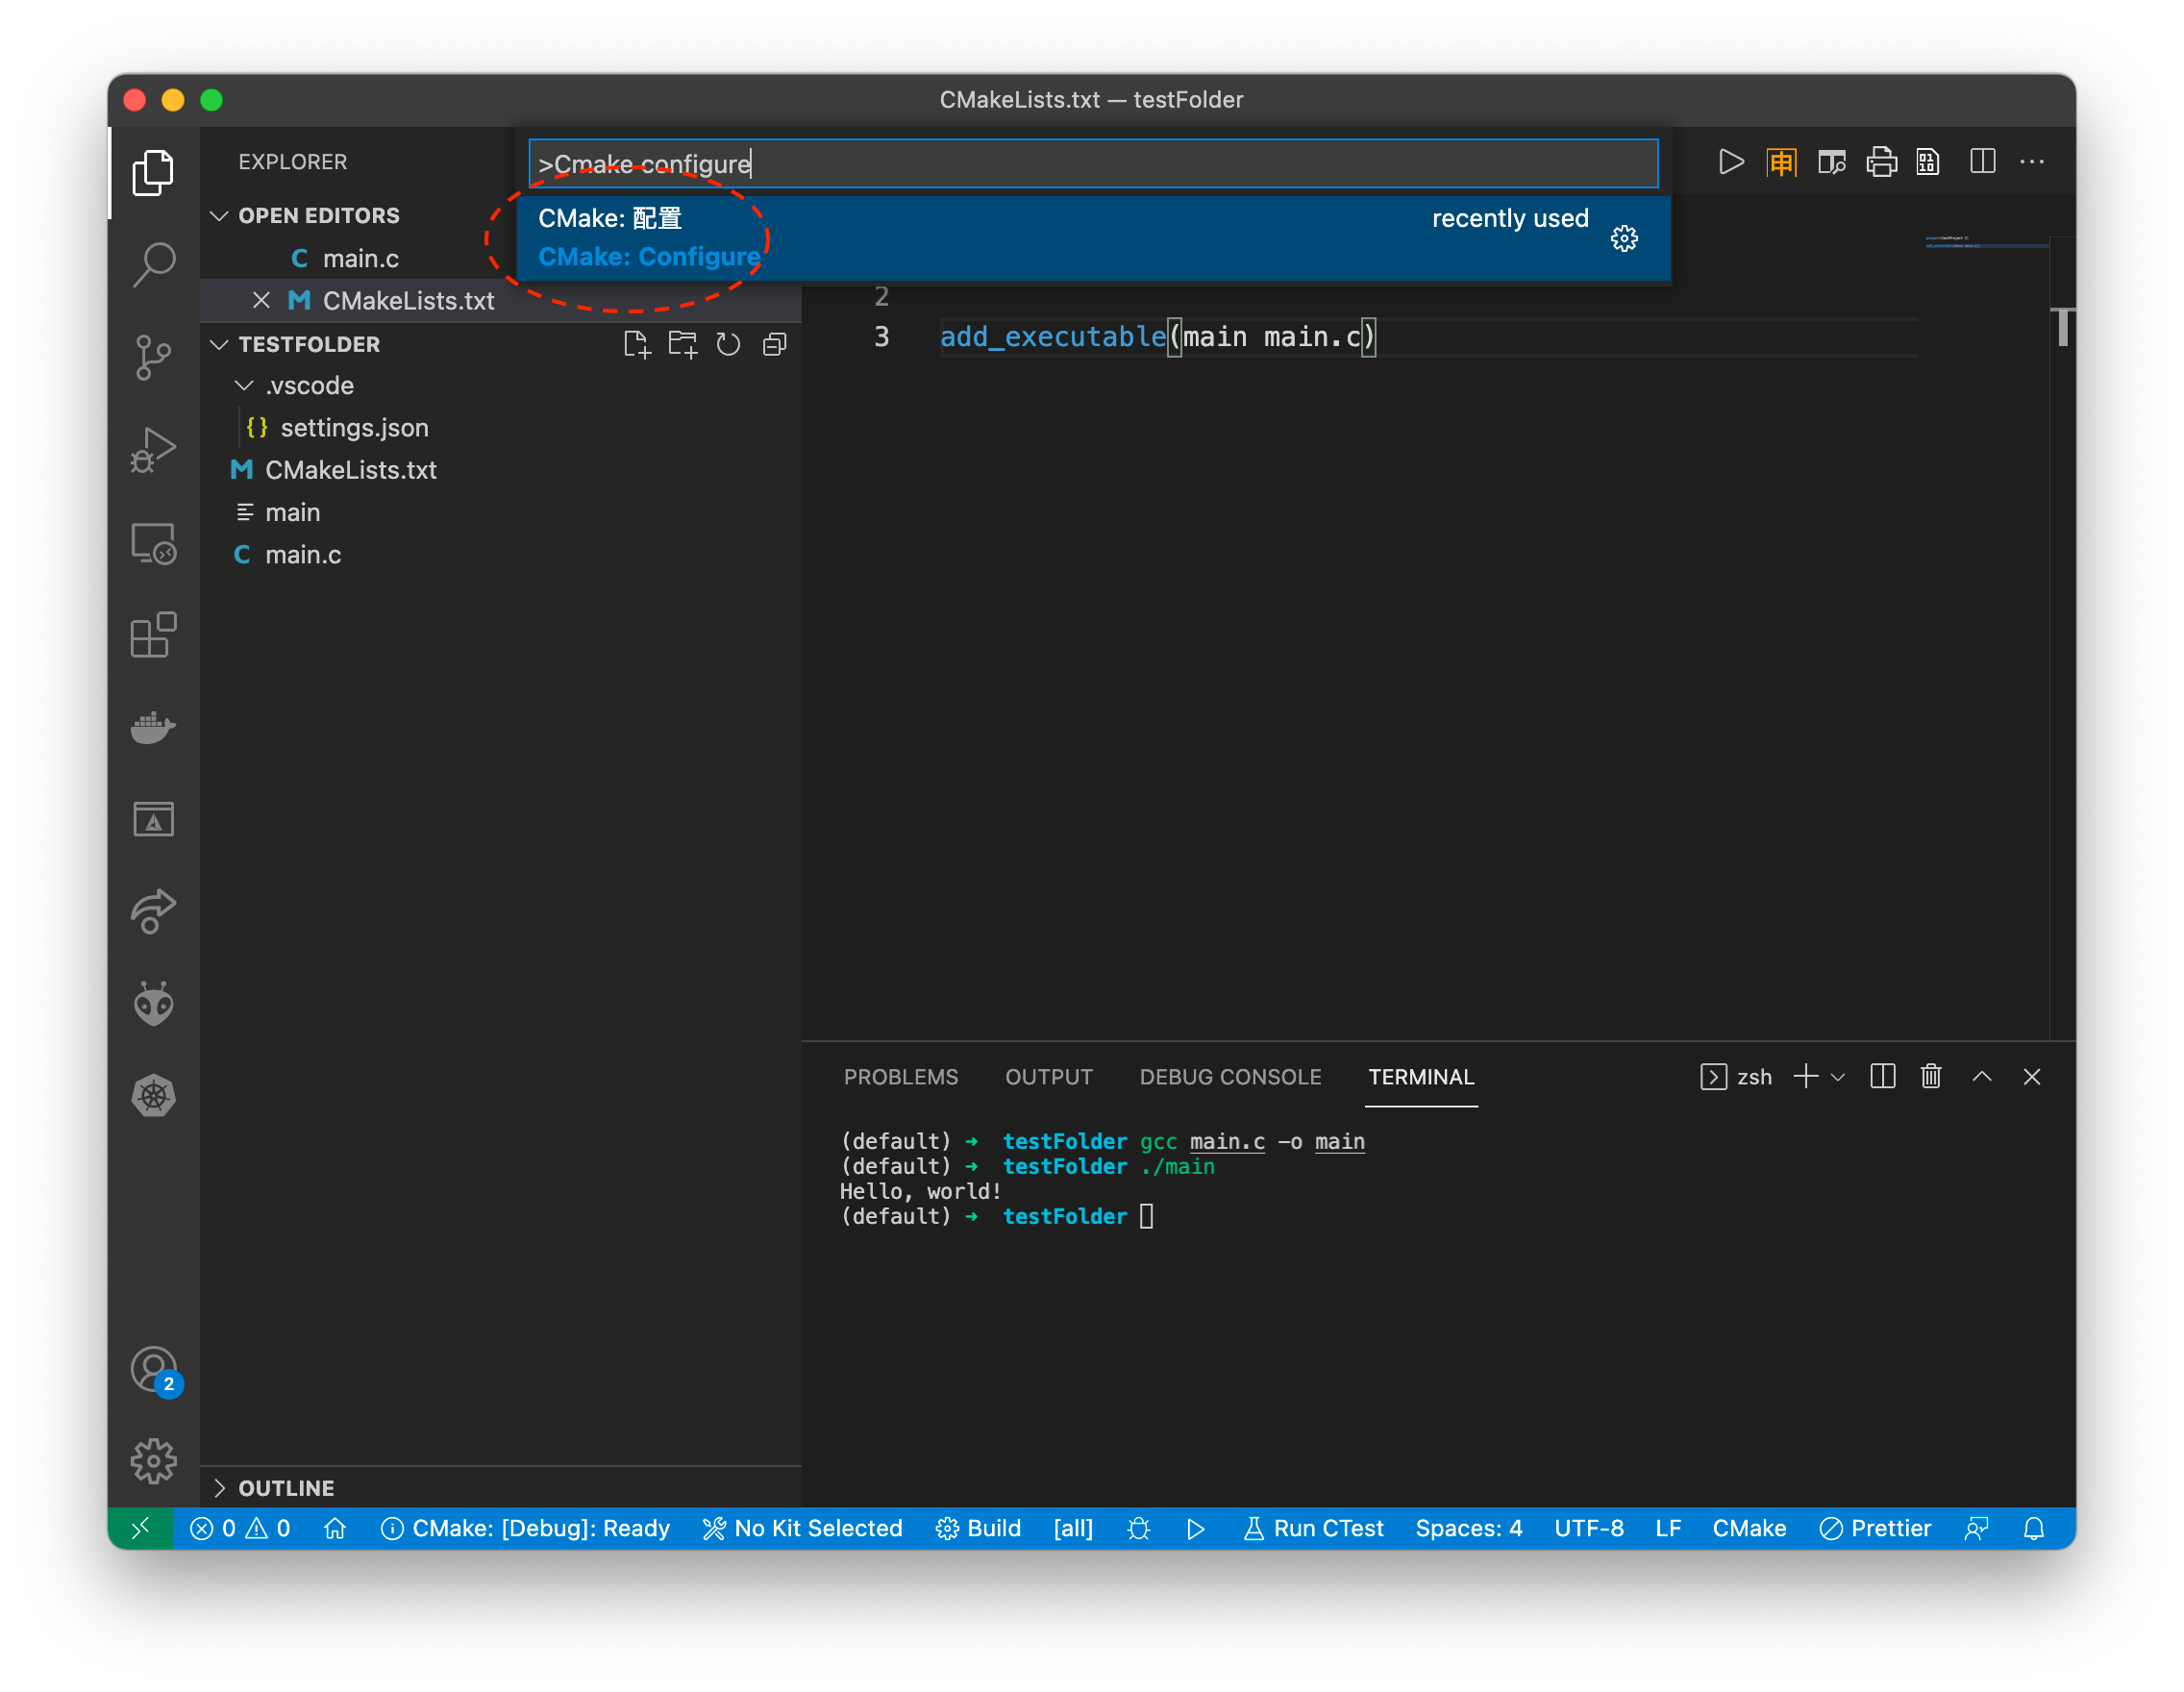 CMakeLists.txt — testFolder
EXPLORER
>Cmake configure
CMake: 配置
recently used
CMake: Configure
OPEN EDITORS
main.c
CMakeLists.txt
TESTFOLDER
.vscode
settings.json
CMakeLists.txt
main
main.c
2
3 add_executable(main main.c)
PROBLEMS OUTPUT DEBUG CONSOLE TERMINAL zsh
(default) ➜ testFolder gcc main.c -o main
(default) ➜ testFolder ./main
Hello, world!
(default) ➜ testFolder
2
OUTLINE
0 0 CMake: [Debug]: Ready No Kit Selected Build [all] Run CTest Spaces: 4 UTF-8 LF CMake Prettier